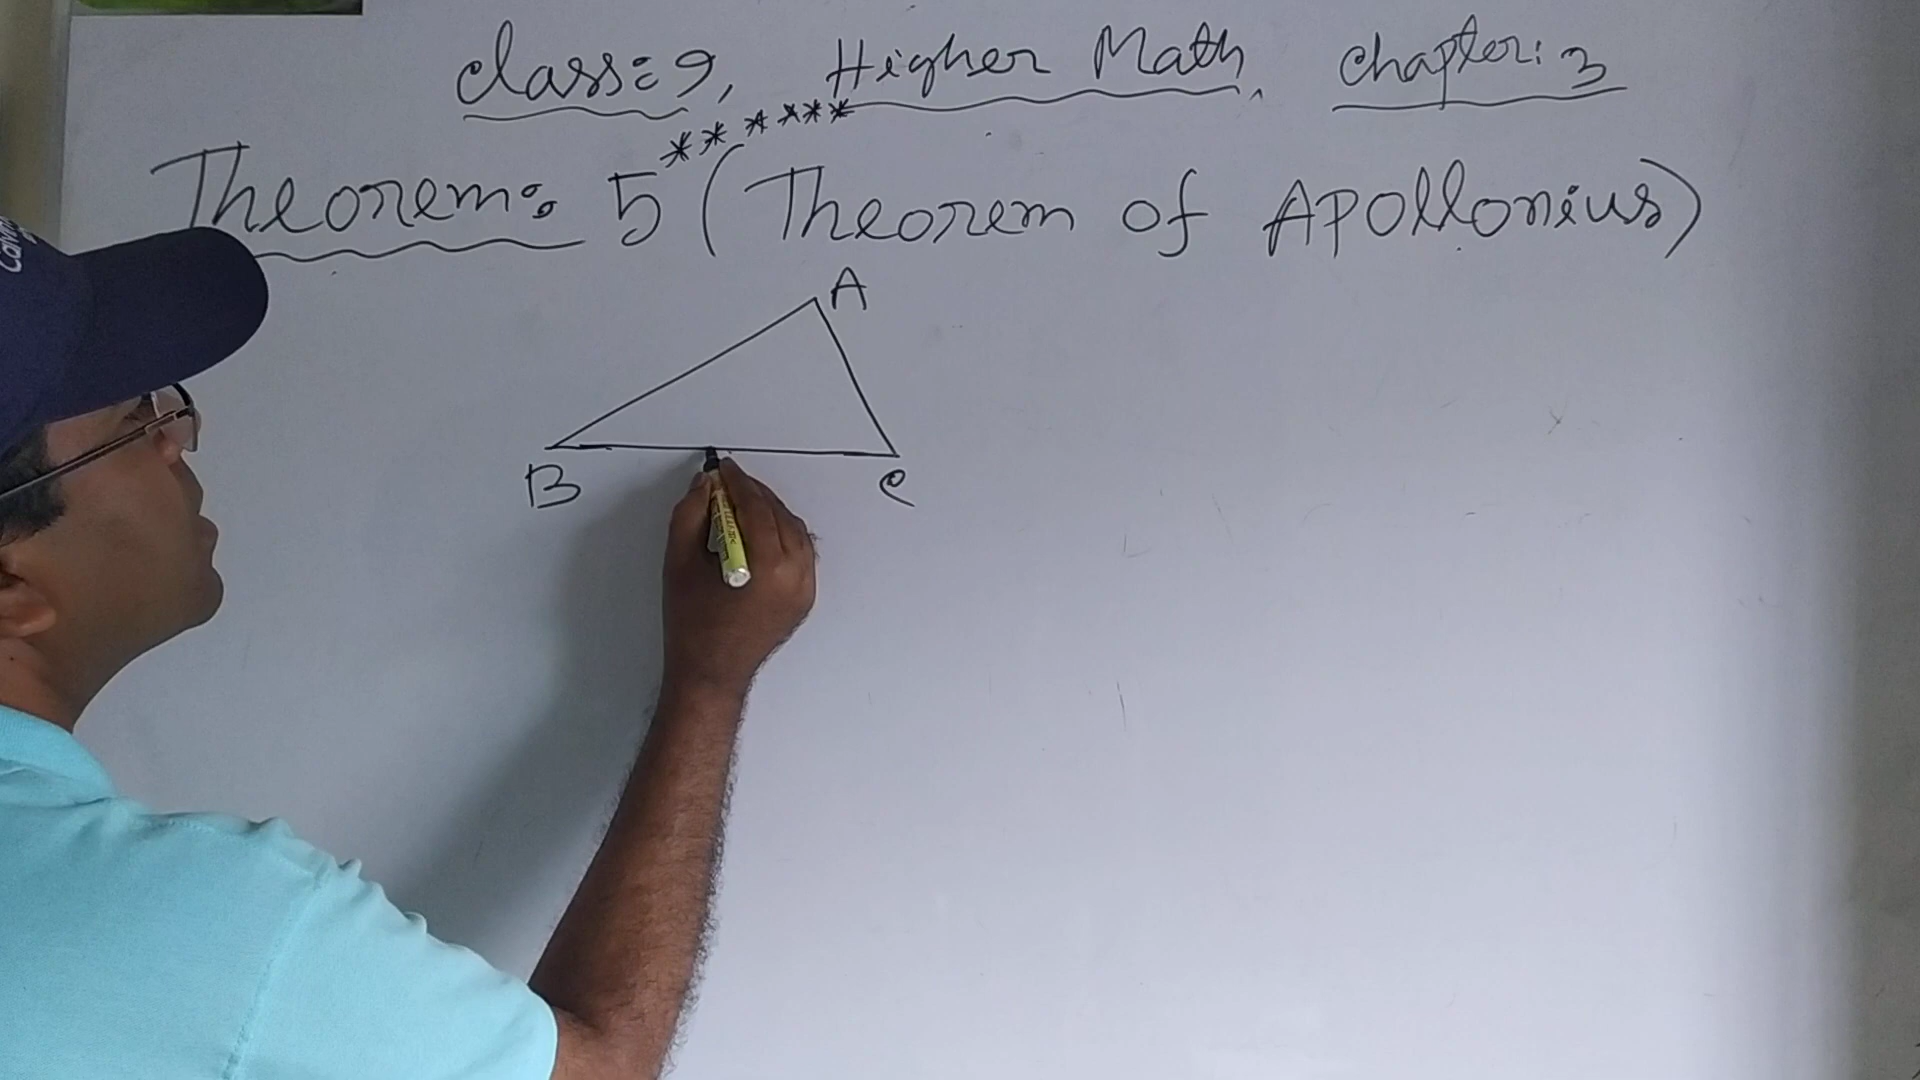 Class: 9, Higher Math, Chapter: 3
Theorem: 5 ****** (Theorem of Apollonius)
A
B C